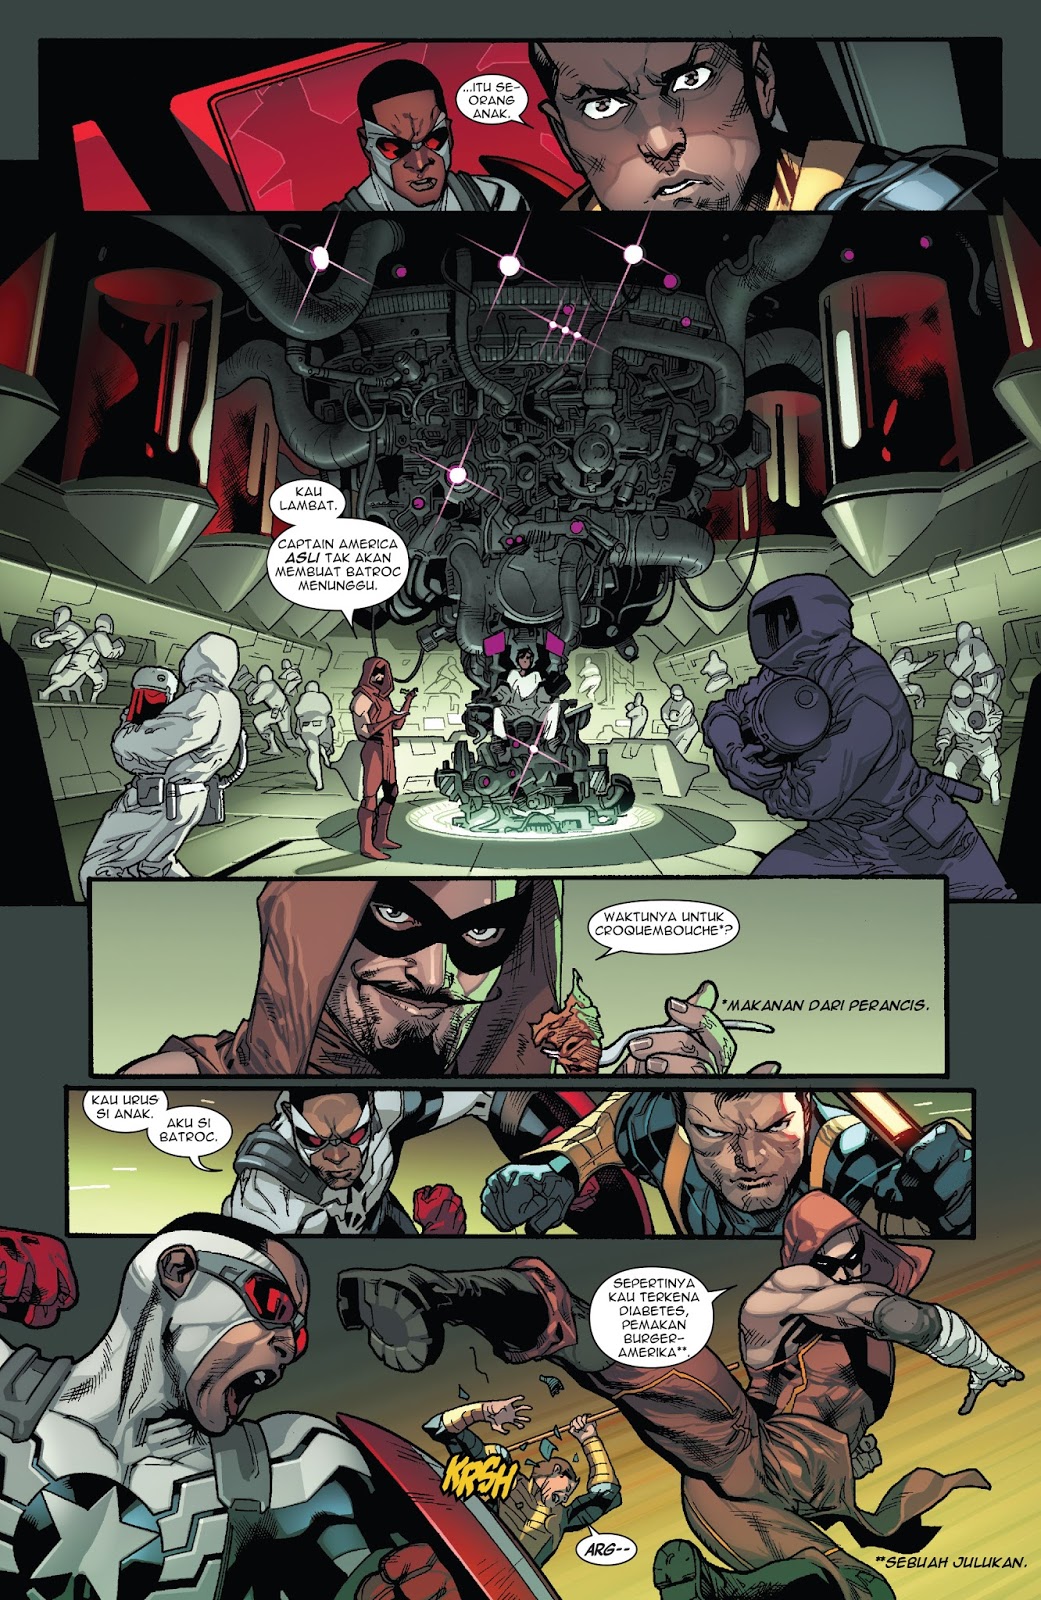 ...ITU SE-
ORANG
ANAK.
KAU
LAMBAT.
CAPTAIN AMERICA
ASLI TAK AKAN
MEMBUAT BATROC
MENUNGGU.
WAKTUNYA UNTUK
CROQUEMBOUCHE*?
*MAKANAN DARI PERANCIS.
KAU URUS
SI ANAK.
AKU SI
BATROC.
SEPERTINYA
KAU TERKENA
DIABETES,
PEMAKAN
BURGER-
AMERIKA**.
KRSH
ARG--
**SEBUAH JULUKAN.